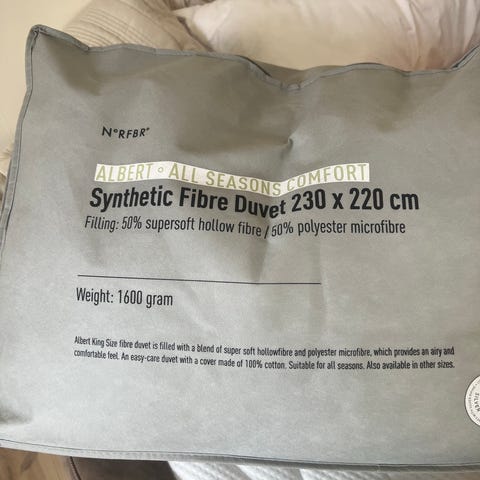 N°RFBR°
ALBERT ◦ ALL SEASONS COMFORT
Synthetic Fibre Duvet 230 x 220 cm
Filling: 50% supersoft hollow fibre / 50% polyester microfibre
Weight: 1600 gram
Albert King Size fibre duvet is filled with a blend of super soft hollowfibre and polyester microfibre, which provides an airy and
comfortable feel. An easy-care duvet with a cover made of 100% cotton. Suitable for all seasons. Also available in other sizes.